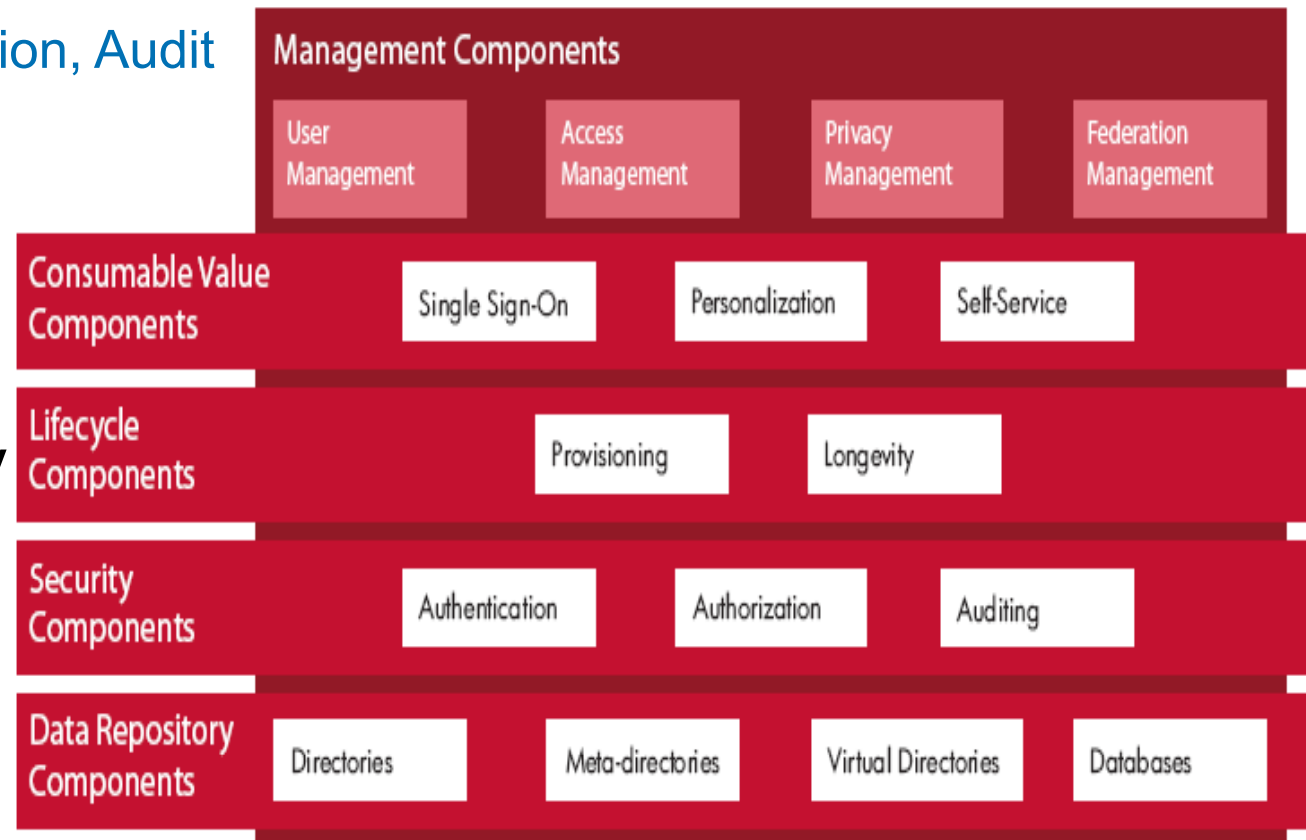 ion, Audit
Management Components
User
Management
Access
Management
Privacy
Management
Federation
Management
Consumable Value
Components
Single Sign-On
Personalization
Self-Service
Lifecycle
Components
Provisioning
Longevity
Security
Components
Authentication
Authorization
Auditing
Data Repository
Components
Directories
Meta-directories
Virtual Directories
Databases